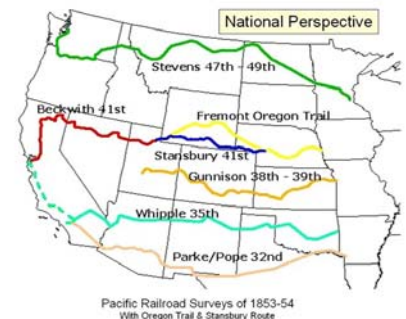 National Perspective
Stevens 47th - 49th
Beckwith 41st
Fremont Oregon Trail
Stansbury 41st
Gunnison 38th - 39th
Whipple 35th
Parke/Pope 32nd
Pacific Railroad Surveys of 1853-54
With Oregon Trail & Stansbury Route